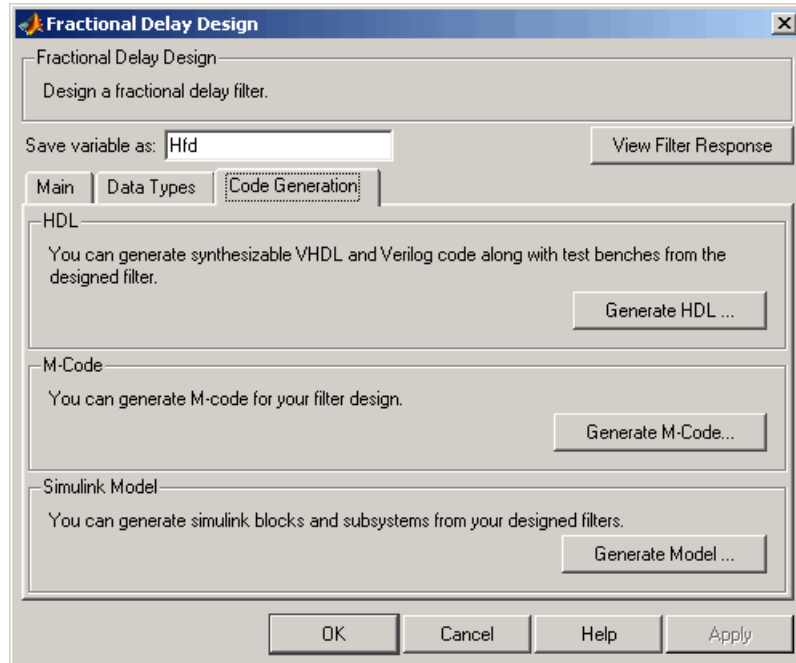 Fractional Delay Design
Fractional Delay Design
Design a fractional delay filter.
Save variable as: Hfd View Filter Response
Main Data Types Code Generation
HDL
You can generate synthesizable VHDL and Verilog code along with test benches from the
designed filter.
Generate HDL ...
M-Code
You can generate M-code for your filter design.
Generate M-Code...
Simulink Model
You can generate simulink blocks and subsystems from your designed filters.
Generate Model ...
OK Cancel Help Apply